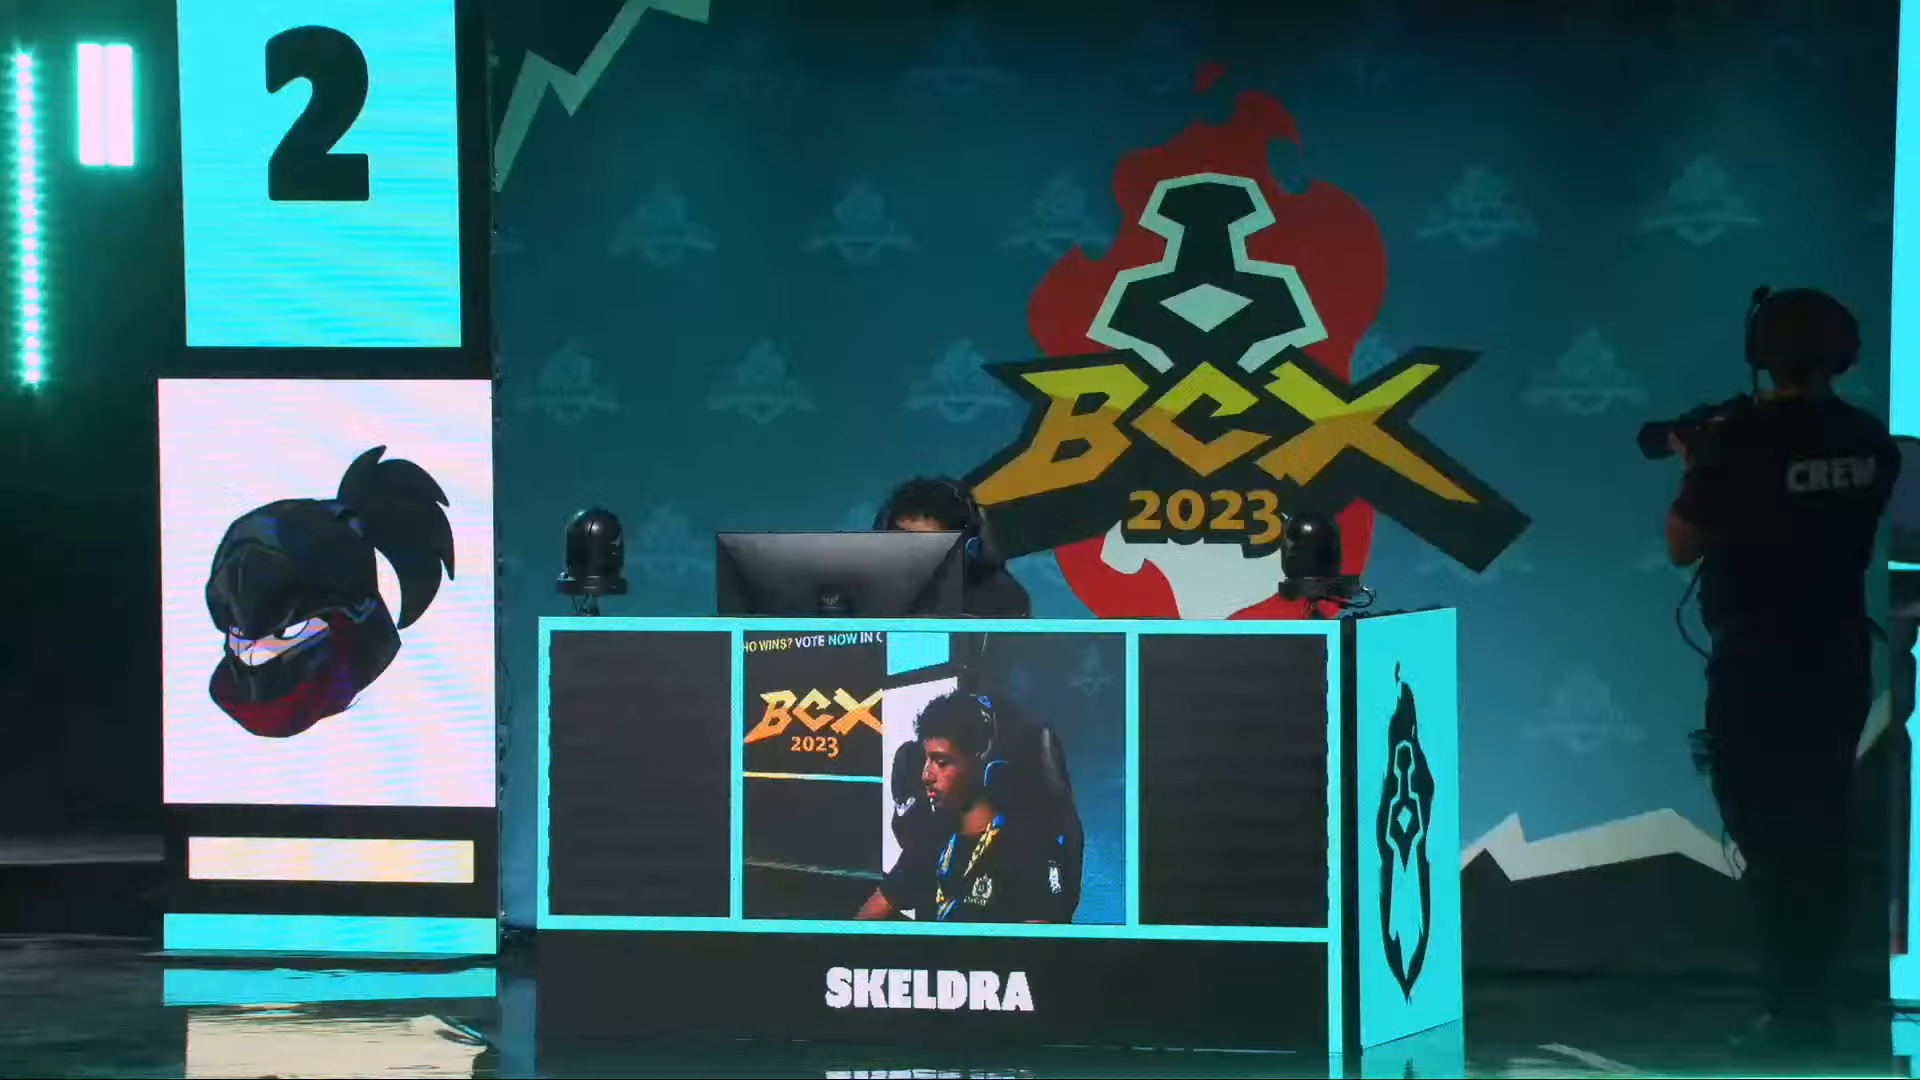 2
BCX
2023
CREW
HO WINS? VOTE NOW IN
BCX
2023
SKELDRA